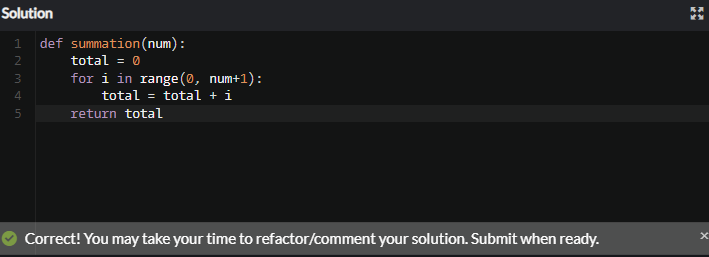 Solution
1 def summation(num):
2     total = 0
3     for i in range(0, num+1):
4         total = total + i
5     return total
Correct! You may take your time to refactor/comment your solution. Submit when ready. ×